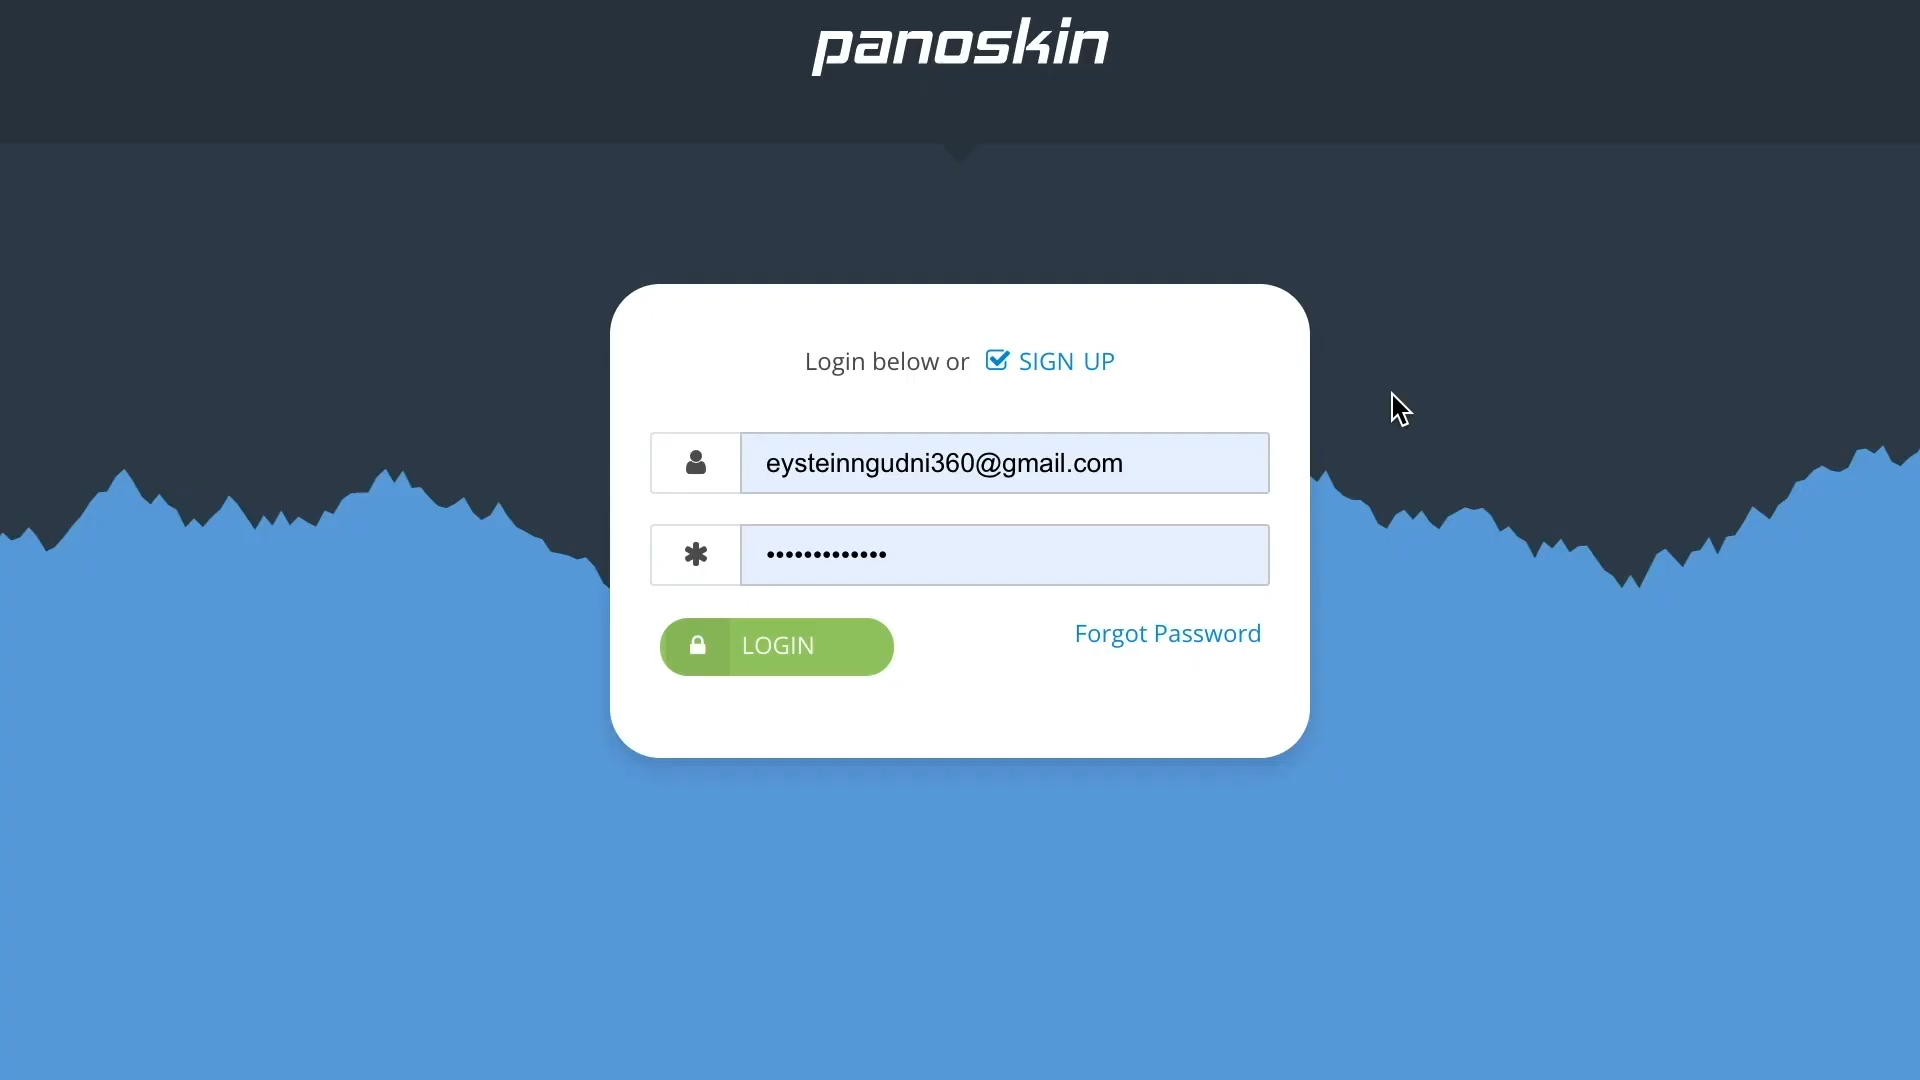 panoskin
Login below or SIGN UP
eysteinngudni360@gmail.com
•••••••••••••
LOGIN
Forgot Password